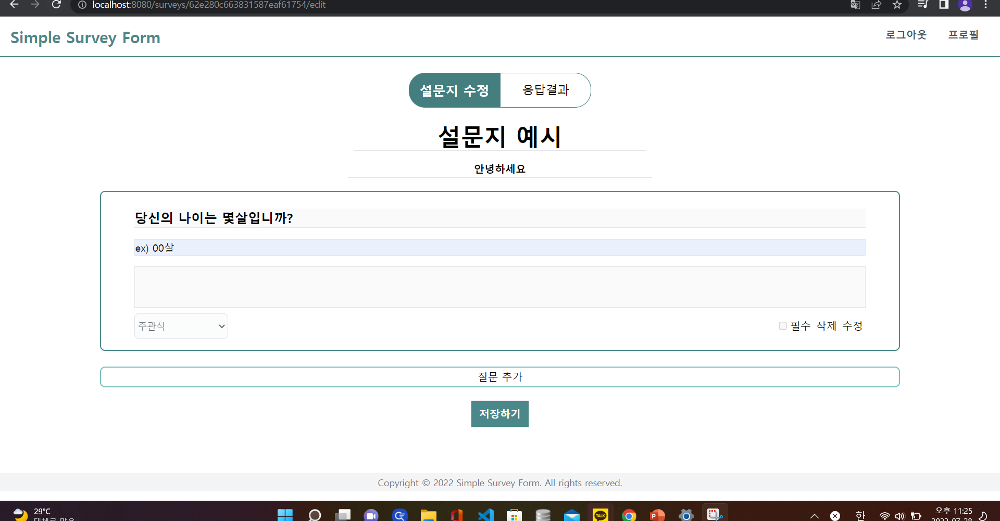 localhost:8080/surveys/62e280c663831587eaf61754/edit
Simple Survey Form
로그아웃 프로필
설문지 수정 응답결과
설문지 예시
안녕하세요
당신의 나이는 몇살입니까?
ex) 00살
주관식
필수 삭제 수정
질문 추가
저장하기
Copyright © 2022 Simple Survey Form. All rights reserved.
29°C
TALK
한
오후 11:25
2022-07-28